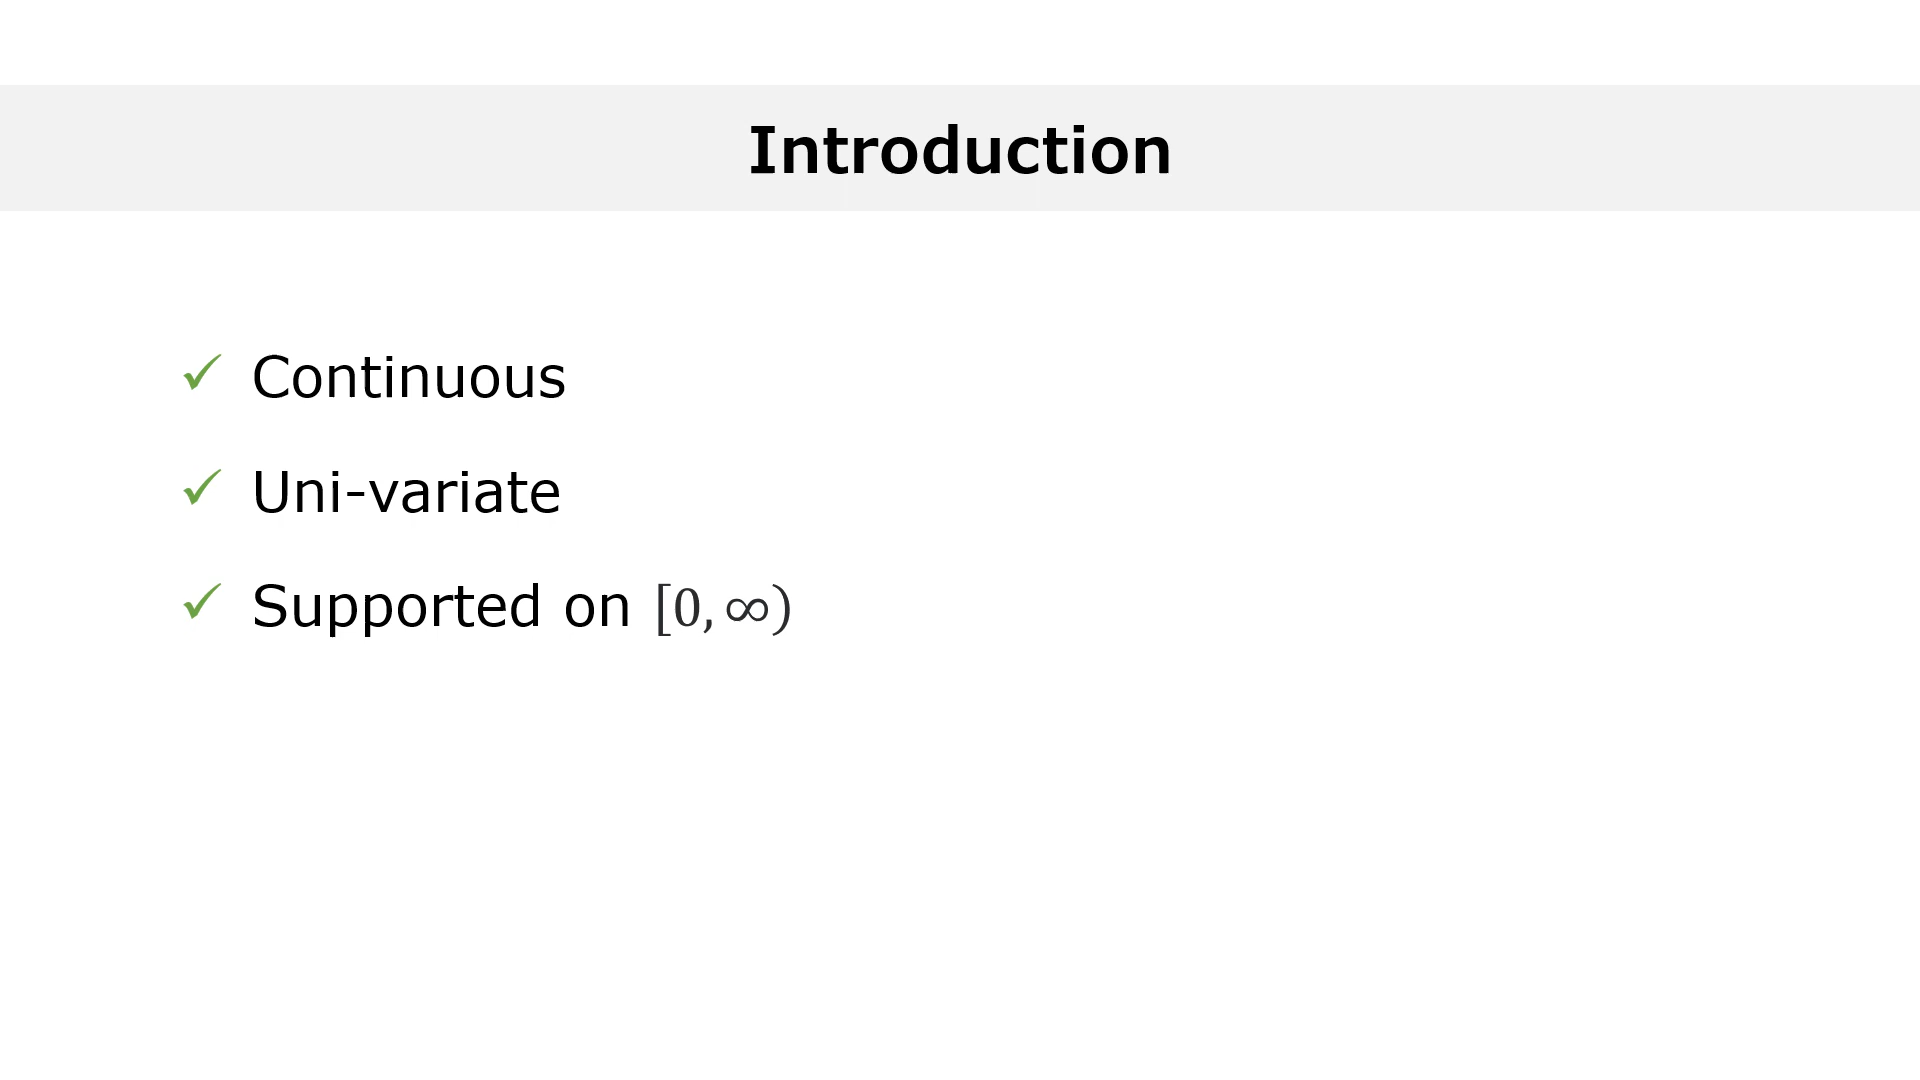 Introduction
✓ Continuous
✓ Uni-variate
✓ Supported on [0, ∞)